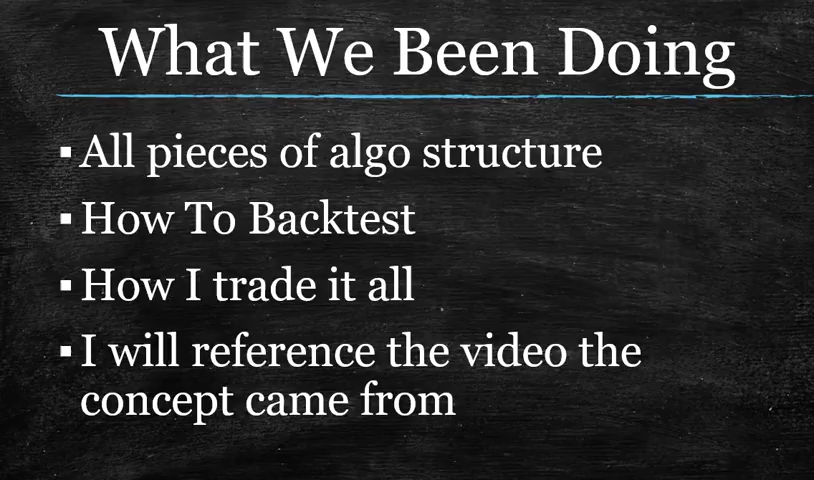 What We Been Doing
▪ All pieces of algo structure
▪ How To Backtest
▪ How I trade it all
▪ I will reference the video the
concept came from